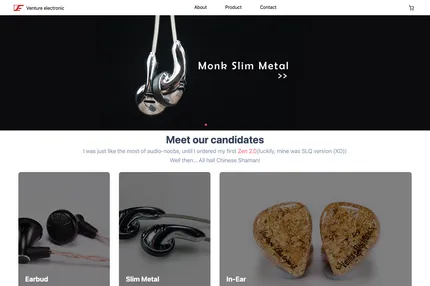 Venture electronic
About
Product
Contact
Monk Slim Metal
>>
Meet our candidates
I was just like the most of audio-noobs, until I ordered my first Zen 2.0(luckily, mine was SLQ version (XD))
Well then... All hail Chinese Shaman!
Earbud
Slim Metal
In-Ear